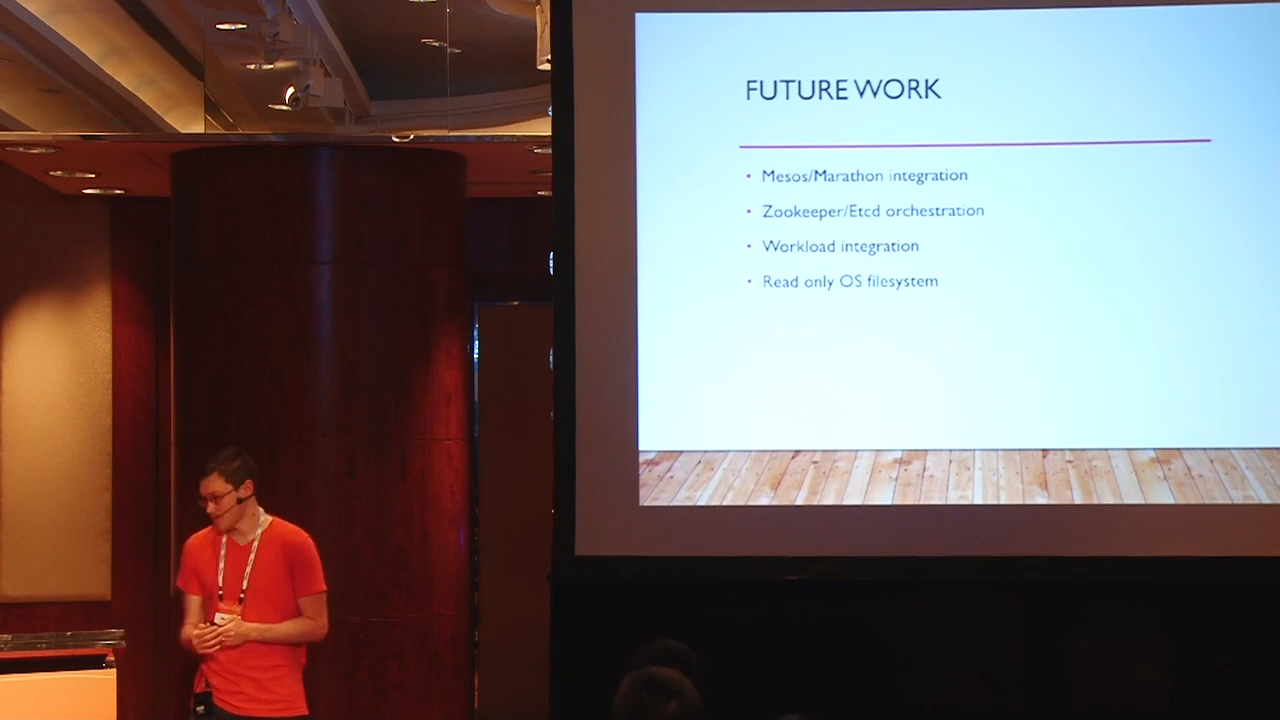 FUTURE WORK
• Mesos/Marathon integration
• Zookeeper/Etcd orchestration
• Workload integration
• Read only OS filesystem